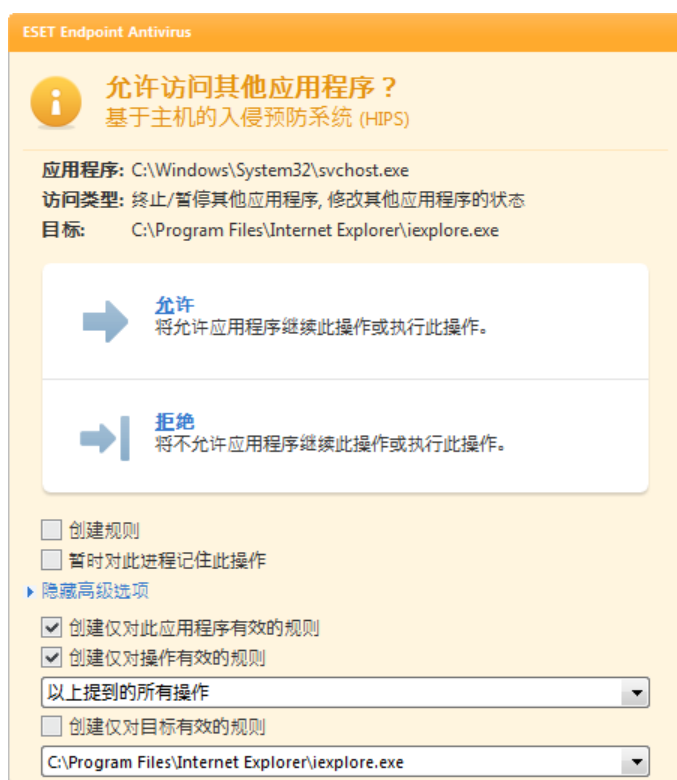 ESET Endpoint Antivirus
允许访问其他应用程序？
基于主机的入侵预防系统 (HIPS)
应用程序: C:\Windows\System32\svchost.exe
访问类型: 终止/暂停其他应用程序, 修改其他应用程序的状态
目标: C:\Program Files\Internet Explorer\iexplore.exe
允许
将允许应用程序继续此操作或执行此操作。
拒绝
将不允许应用程序继续此操作或执行此操作。
创建规则
暂时对此进程记住此操作
隐藏高级选项
创建仅对此应用程序有效的规则
创建仅对操作有效的规则
以上提到的所有操作
创建仅对目标有效的规则
C:\Program Files\Internet Explorer\iexplore.exe